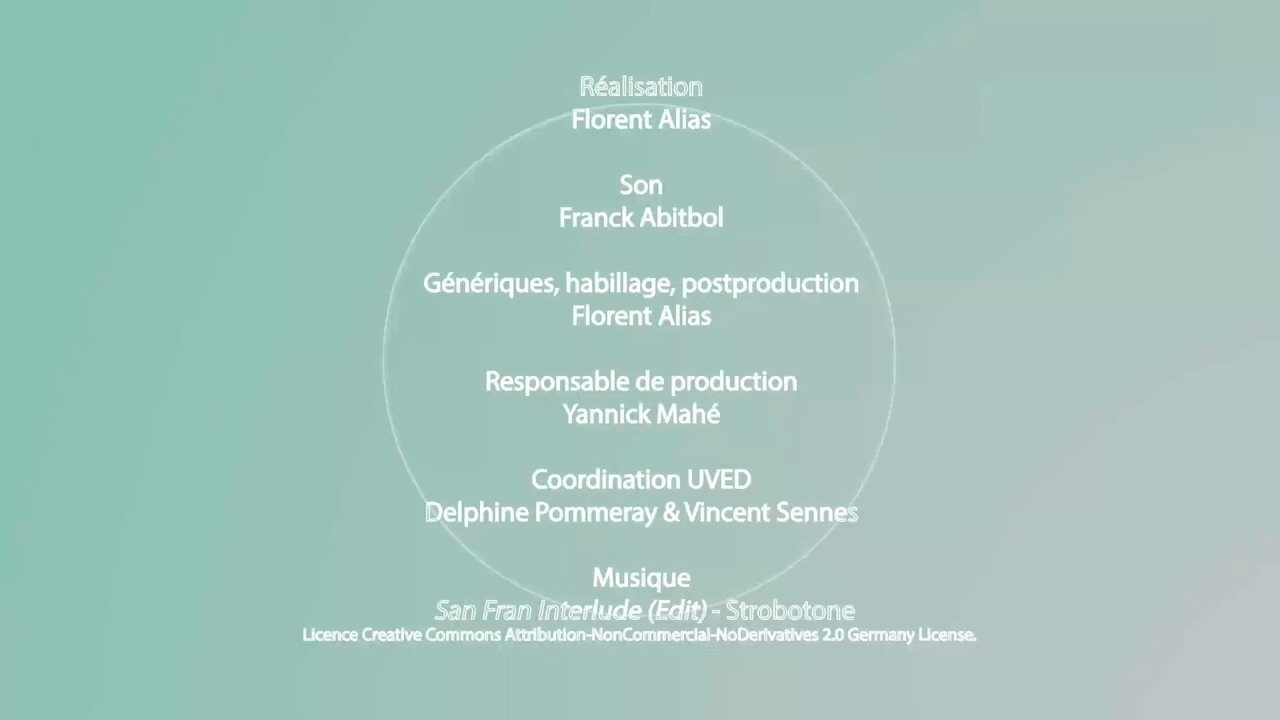 Réalisation
Florent Alias
Son
Franck Abitbol
Génériques, habillage, postproduction
Florent Alias
Responsable de production
Yannick Mahé
Coordination UVED
Delphine Pommeray & Vincent Sennes
Musique
San Fran Interlude (Edit) - Strobotone
Licence Creative Commons Attribution-NonCommercial-NoDerivatives 2.0 Germany License.